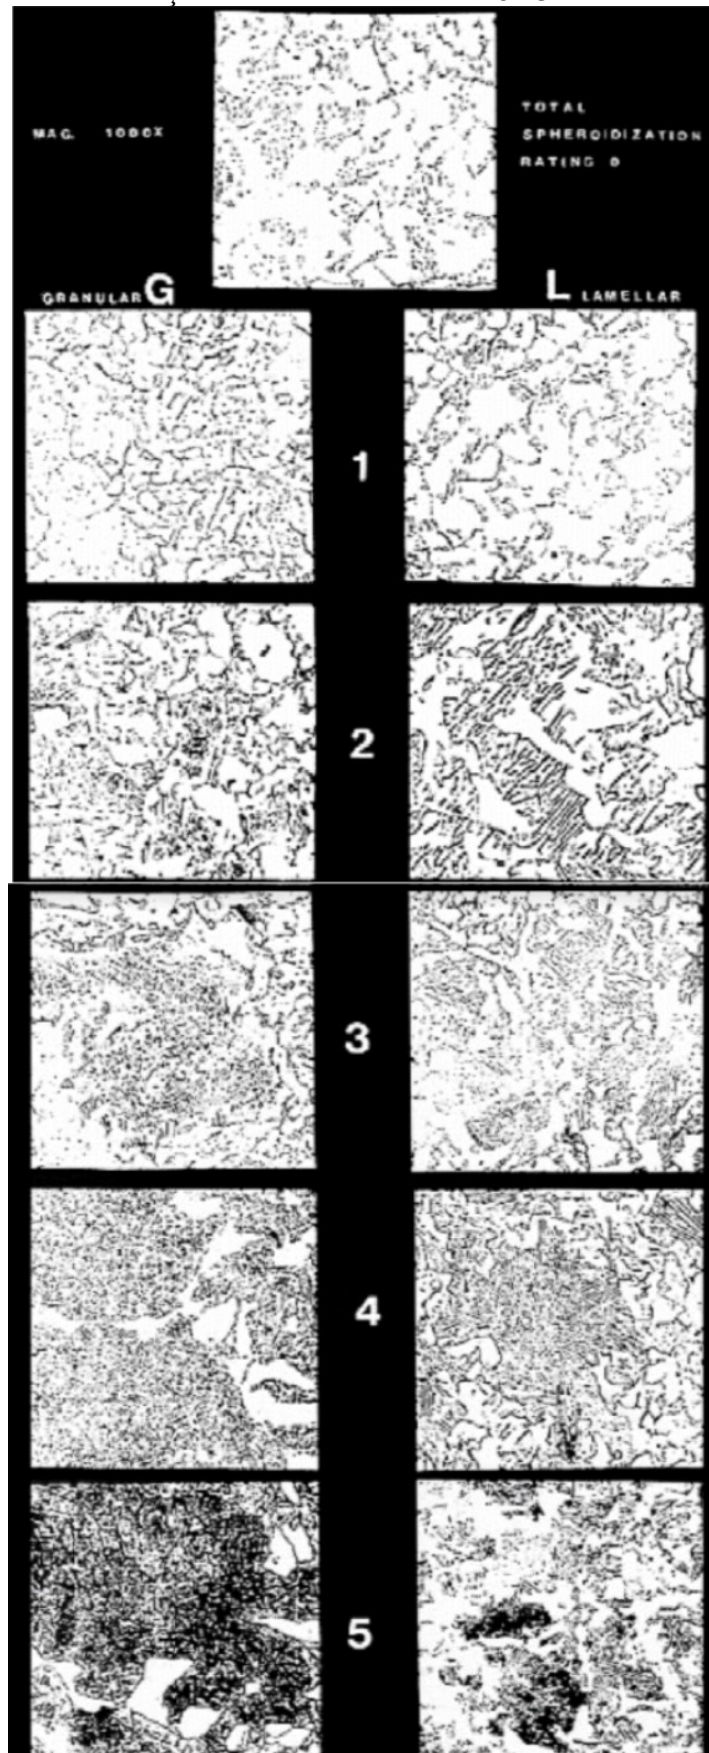 MAG. 1000X
TOTAL
SPHEROIDIZATION
RATING 0
GRANULAR G
L LAMELLAR
1
2
3
4
5